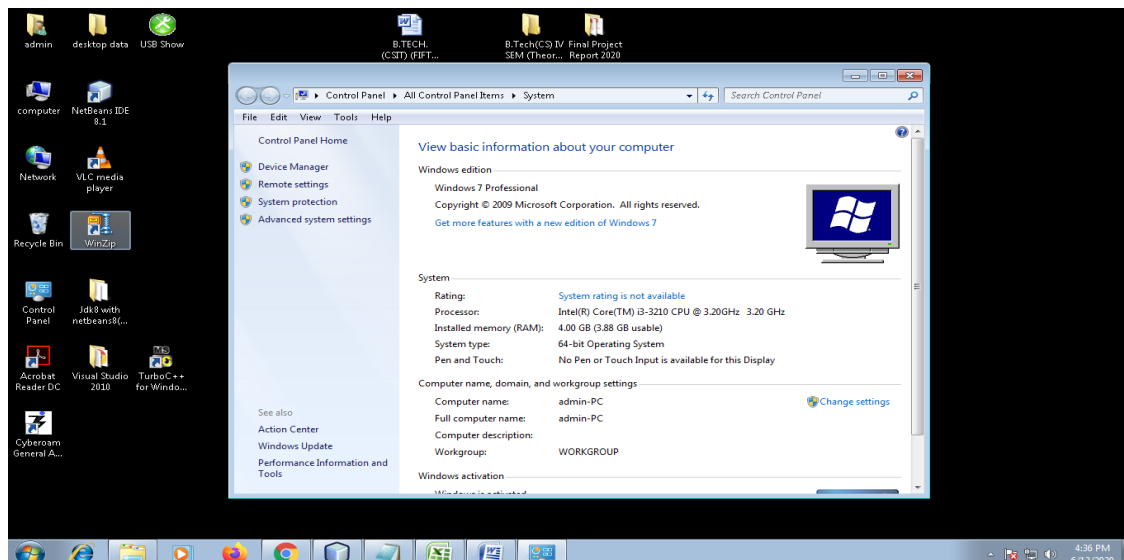 admin
desktop data
USB Show
B.TECH.
(CSIT) (FIFT...
B.Tech(CS) IV
SEM (Theor...
Final Project
Report 2020
computer
NetBeans IDE
8.1
Network
VLC media
player
Recycle Bin
WinZip
Control
Panel
Jdk8 with
netbeans8(...
Acrobat
Reader DC
Visual Studio
2010
TurboC++
for Windo...
Cyberoam
General A...
Control Panel
All Control Panel Items
System
Search Control Panel
File Edit View Tools Help
Control Panel Home
Device Manager
Remote settings
System protection
Advanced system settings
See also
Action Center
Windows Update
Performance Information and
Tools
View basic information about your computer
Windows edition
Windows 7 Professional
Copyright © 2009 Microsoft Corporation. All rights reserved.
Get more features with a new edition of Windows 7
System
Rating: System rating is not available
Processor: Intel(R) Core(TM) i3-3210 CPU @ 3.20GHz 3.20 GHz
Installed memory (RAM): 4.00 GB (3.88 GB usable)
System type: 64-bit Operating System
Pen and Touch: No Pen or Touch Input is available for this Display
Computer name, domain, and workgroup settings
Computer name: admin-PC
Change settings
Full computer name: admin-PC
Computer description:
Workgroup: WORKGROUP
Windows activation
Windows is activated
4:36 PM